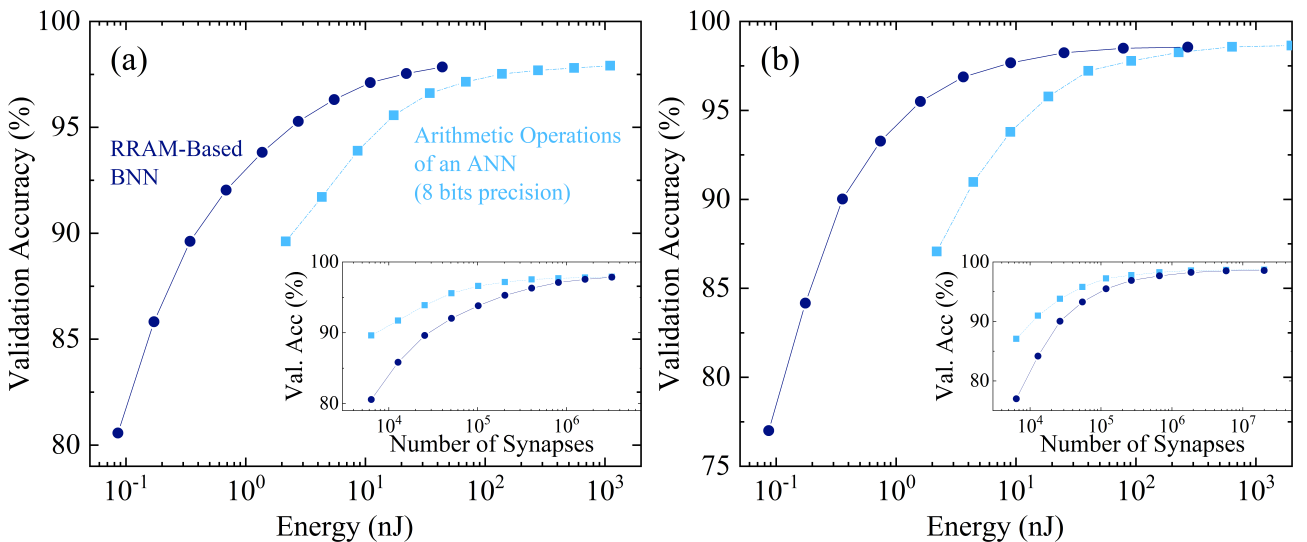 (a)
100
95
90
85
80
Validation Accuracy (%)
RRAM-Based
BNN
Arithmetic Operations
of an ANN
(8 bits precision)
100
90
80
Val. Acc (%)
10^4 10^5 10^6
Number of Synapses
10^-1 10^0 10^1 10^2 10^3
Energy (nJ)
(b)
100
95
90
85
80
75
Validation Accuracy (%)
100
90
80
Val. Acc (%)
10^4 10^5 10^6 10^7
Number of Synapses
10^-1 10^0 10^1 10^2 10^3
Energy (nJ)